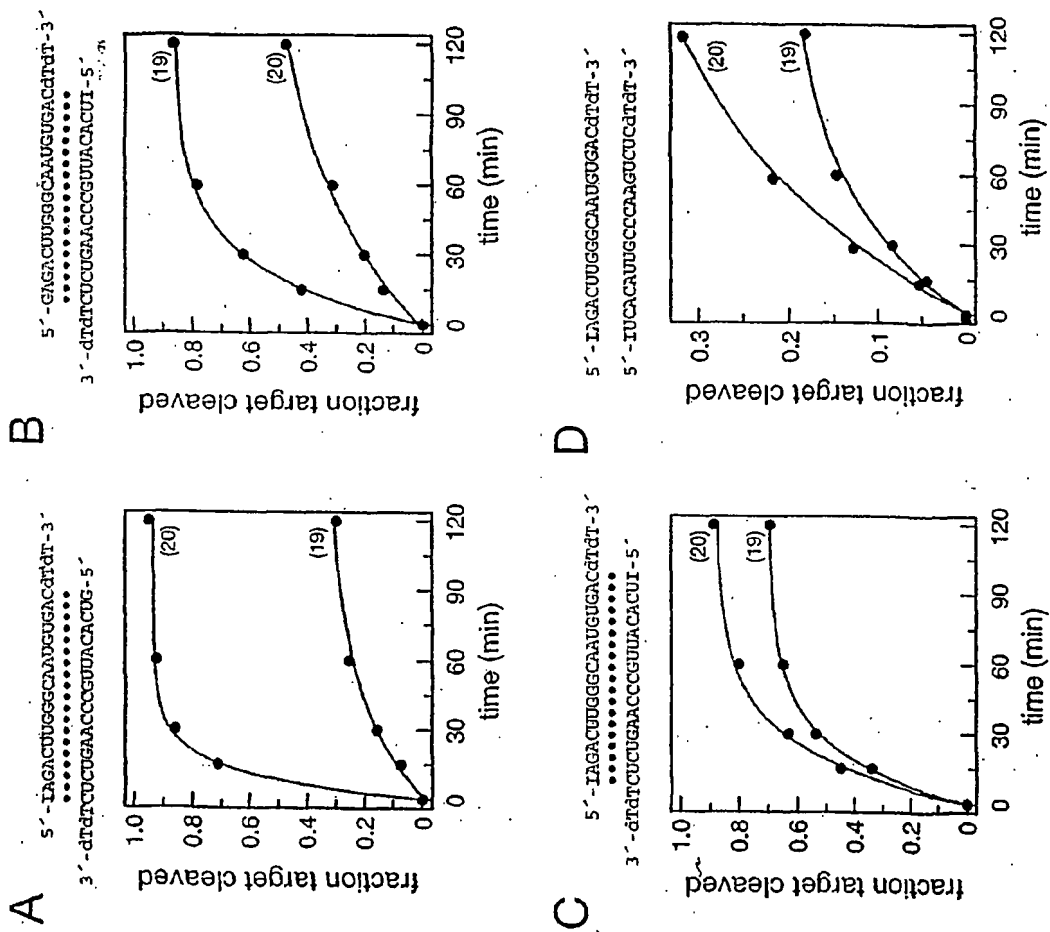 A
5´-IAGACUUGGGCAAUGUGACdTdT-3´
3´-dTdTCUCUGAACCCGUUACACUG-5´
fraction target cleaved
1.0
0.8
0.6
0.4
0.2
0
(20)
(19)
0 30 60 90 120
time (min)
B
5´-GAGACUUGGGCAAUGUGACdTdT-3´
3´-dTdTCUCUGAACCCGUUACACUI-5´
fraction target cleaved
1.0
0.8
0.6
0.4
0.2
0
(19)
(20)
0 30 60 90 120
time (min)
C
5´-IAGACUUGGGCAAUGUGACdTdT-3´
3´-dTdTCUCUGAACCCGUUACACUI-5´
fraction target cleaved
1.0
0.8
0.6
0.4
0.2
0
(20)
(19)
0 30 60 90 120
time (min)
D
5´-IAGACUUGGGCAAUGUGACdTdT-3´
5´-IUCACAUUGCCCAAGUCUCdTdT-3´
fraction target cleaved
0.3
0.2
0.1
0
(20)
(19)
0 30 60 90 120
time (min)